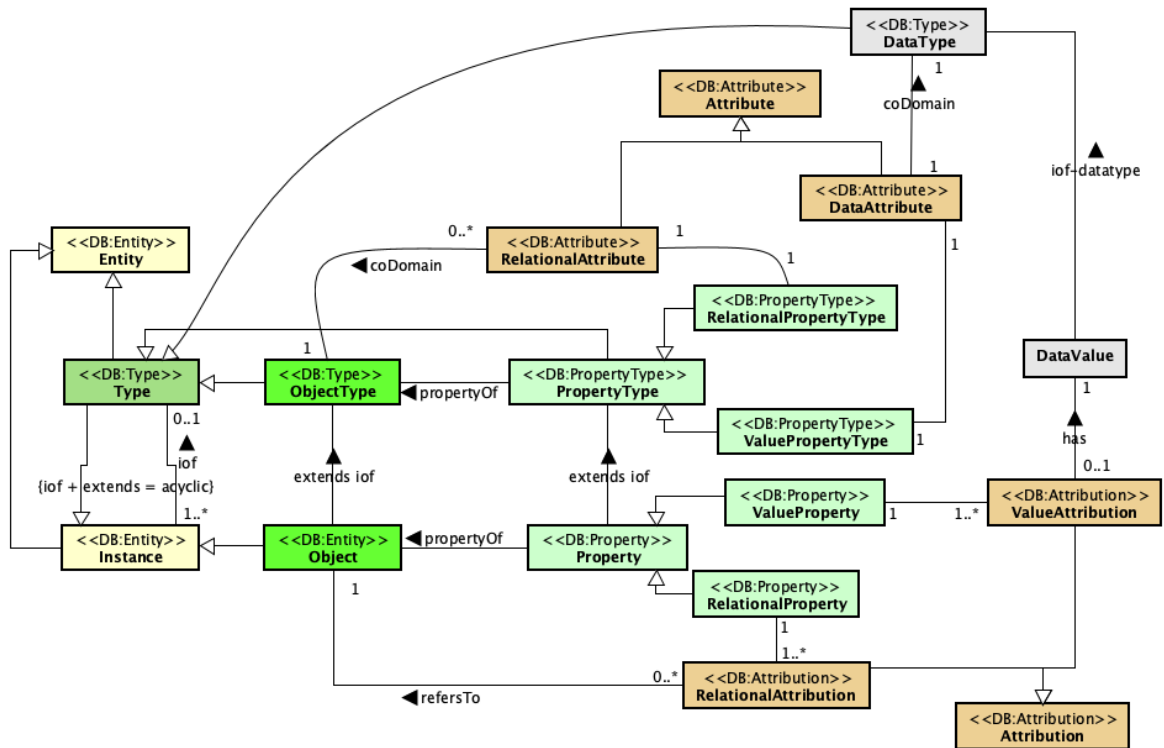 <<DB:Type>>
DataType
1
<<DB:Attribute>>
Attribute
▲
coDomain
▲
iof-datatype
1
<<DB:Attribute>>
DataAttribute
1
<<DB:Entity>>
Entity
0..*
◀coDomain
<<DB:Attribute>>
RelationalAttribute
1
1
<<DB:PropertyType>>
RelationalPropertyType
1
<<DB:Type>>
Type
<<DB:Type>>
ObjectType
◀propertyOf
<<DB:PropertyType>>
PropertyType
DataValue
1
0..1
▲
iof
<<DB:PropertyType>>
ValuePropertyType
1
▲
has
▲
extends iof
▲
extends iof
{iof + extends = acyclic}
0..1
1..*
<<DB:Property>>
ValueProperty
1
1..*
<<DB:Attribution>>
ValueAttribution
<<DB:Entity>>
Instance
<<DB:Entity>>
Object
◀propertyOf
<<DB:Property>>
Property
1
<<DB:Property>>
RelationalProperty
1
1..*
0..*
◀refersTo
<<DB:Attribution>>
RelationalAttribution
<<DB:Attribution>>
Attribution